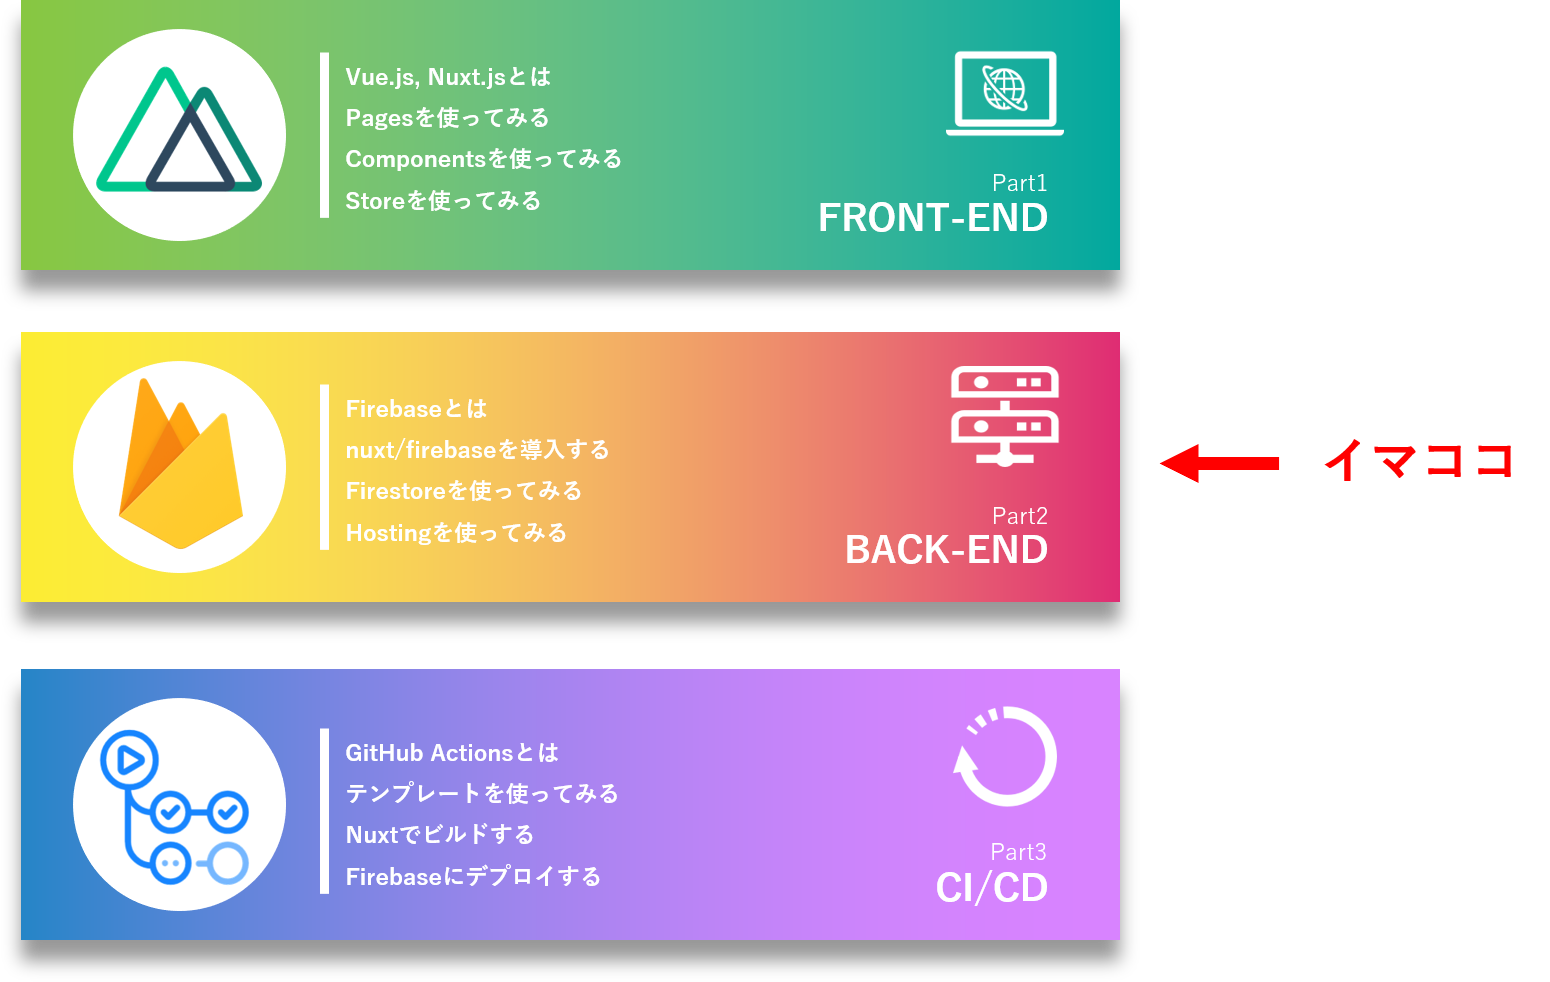 Vue.js, Nuxt.jsとは
Pagesを使ってみる
Componentsを使ってみる
Storeを使ってみる
Part1
FRONT-END
Firebaseとは
nuxt/firebaseを導入する
Firestoreを使ってみる
Hostingを使ってみる
Part2
BACK-END
イマココ
GitHub Actionsとは
テンプレートを使ってみる
Nuxtでビルドする
Firebaseにデプロイする
Part3
CI/CD